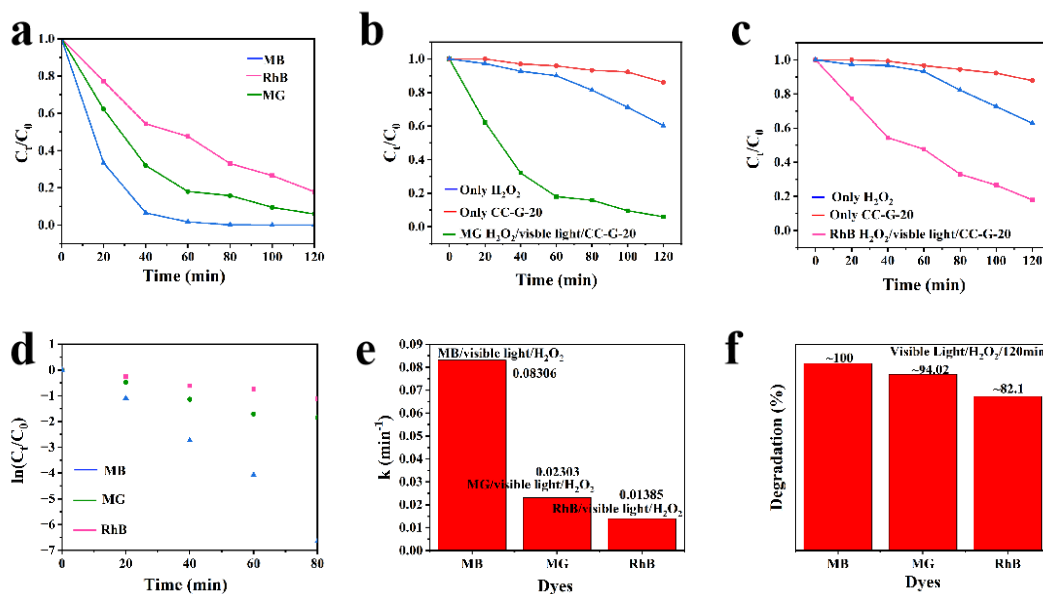 a
1.0
0.8
0.6
0.4
0.2
0.0
C_t/C_0
MB
RhB
MG
0 20 40 60 80 100 120
Time (min)
b
1.0
0.8
0.6
0.4
0.2
0.0
C_t/C_0
Only H₂O₂
Only CC-G-20
MG H₂O₂/visble light/CC-G-20
0 20 40 60 80 100 120
Time (min)
c
1.0
0.8
0.6
0.4
0.2
0.0
C_t/C_0
Only H₂O₂
Only CC-G-20
RhB H₂O₂/visble light/CC-G-20
0 20 40 60 80 100 120
Time (min)
d
1
0
-1
-2
-3
-4
-5
-6
-7
ln(C_t/C_0)
MB
MG
RhB
0 20 40 60 80
Time (min)
e
0.09
0.08
0.07
0.06
0.05
0.04
0.03
0.02
0.01
0.00
k (min⁻¹)
MB/visible light/H₂O₂
0.08306
0.02303
MG/visible light/H₂O₂
0.01385
RhB/visible light/H₂O₂
MB MG RhB
Dyes
f
Degradation (%)
Visible Light/H₂O₂/120min
~100
~94.02
~82.1
MB MG RhB
Dyes